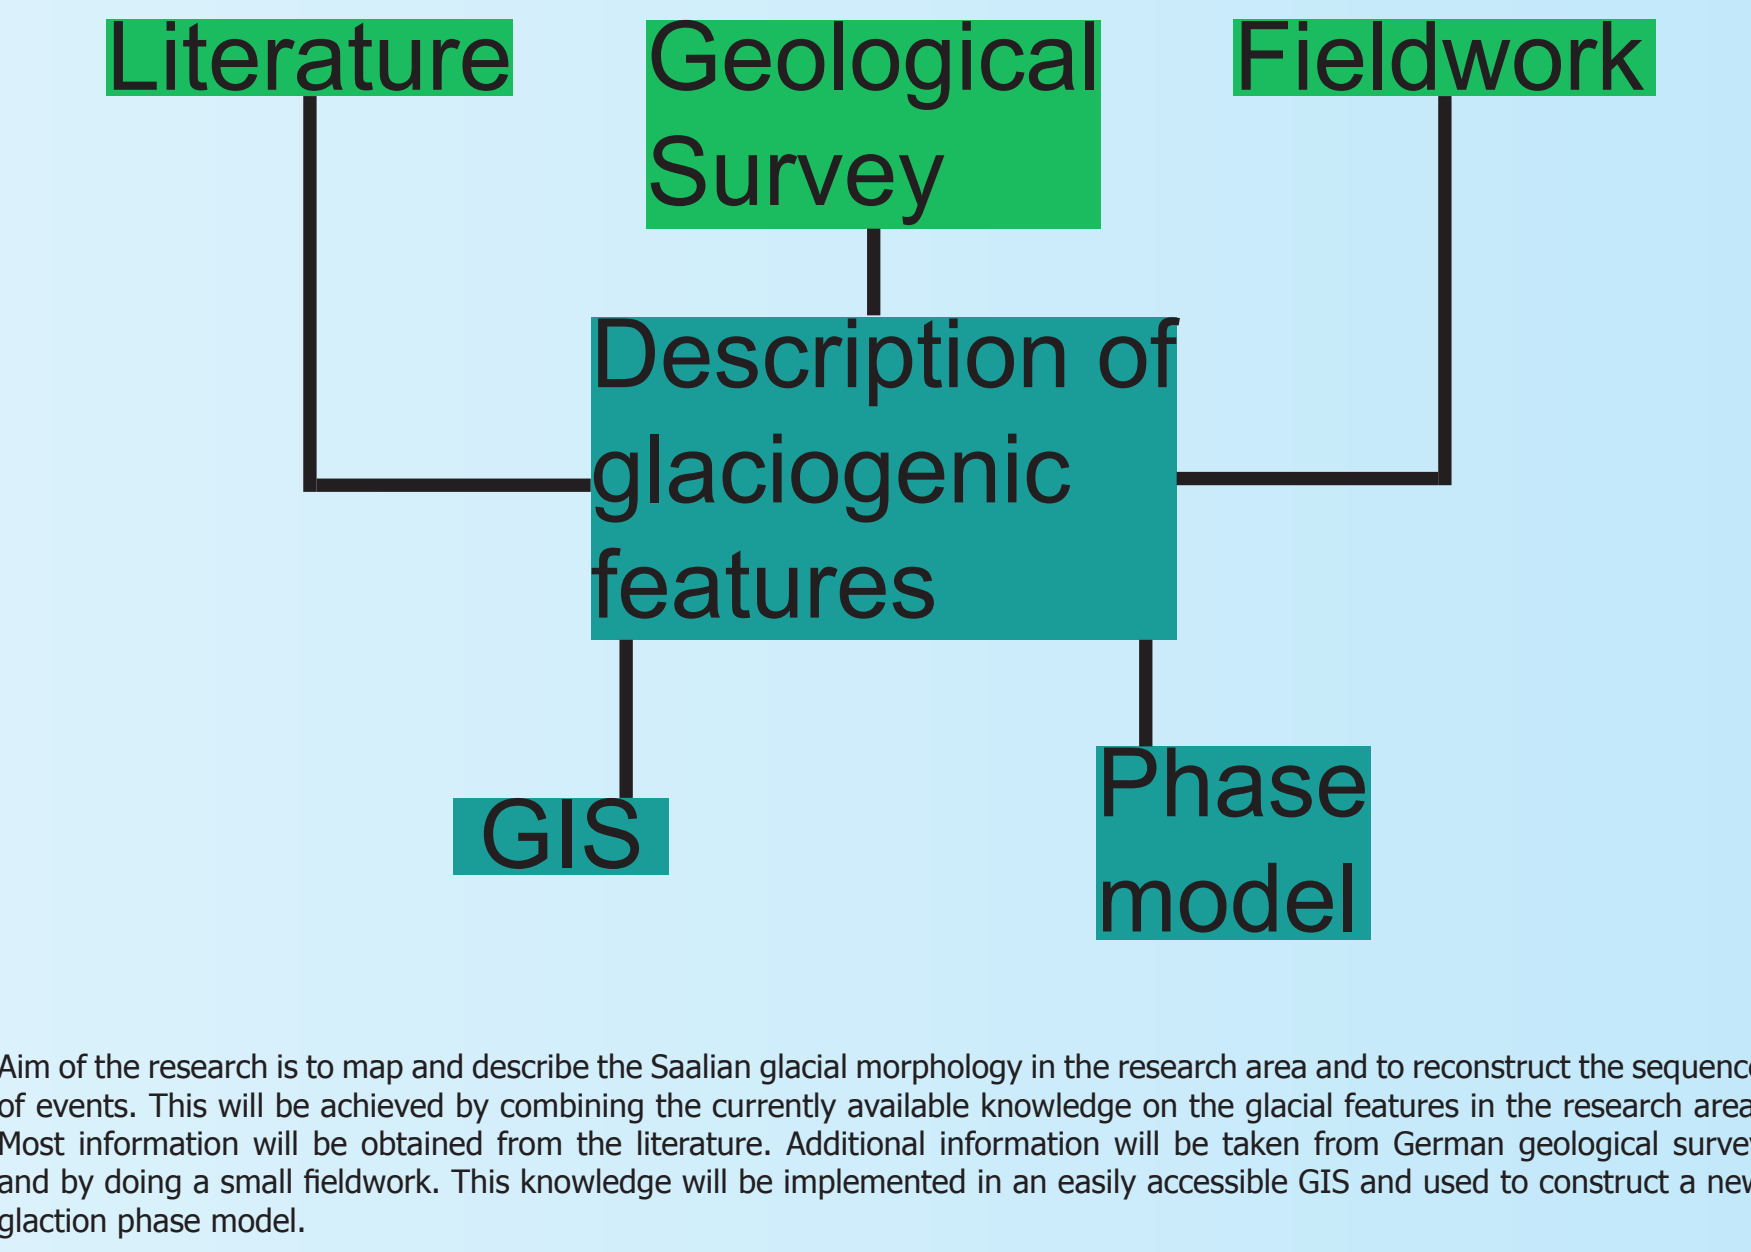 Literature
Geological
Survey
Fieldwork
Description of
glaciogenic
features
GIS
Phase
model
Aim of the research is to map and describe the Saalian glacial morphology in the research area and to reconstruct the sequence
of events. This will be achieved by combining the currently available knowledge on the glacial features in the research area
Most information will be obtained from the literature. Additional information will be taken from German geological survey
and by doing a small fieldwork. This knowledge will be implemented in an easily accessible GIS and used to construct a new
glaction phase model.